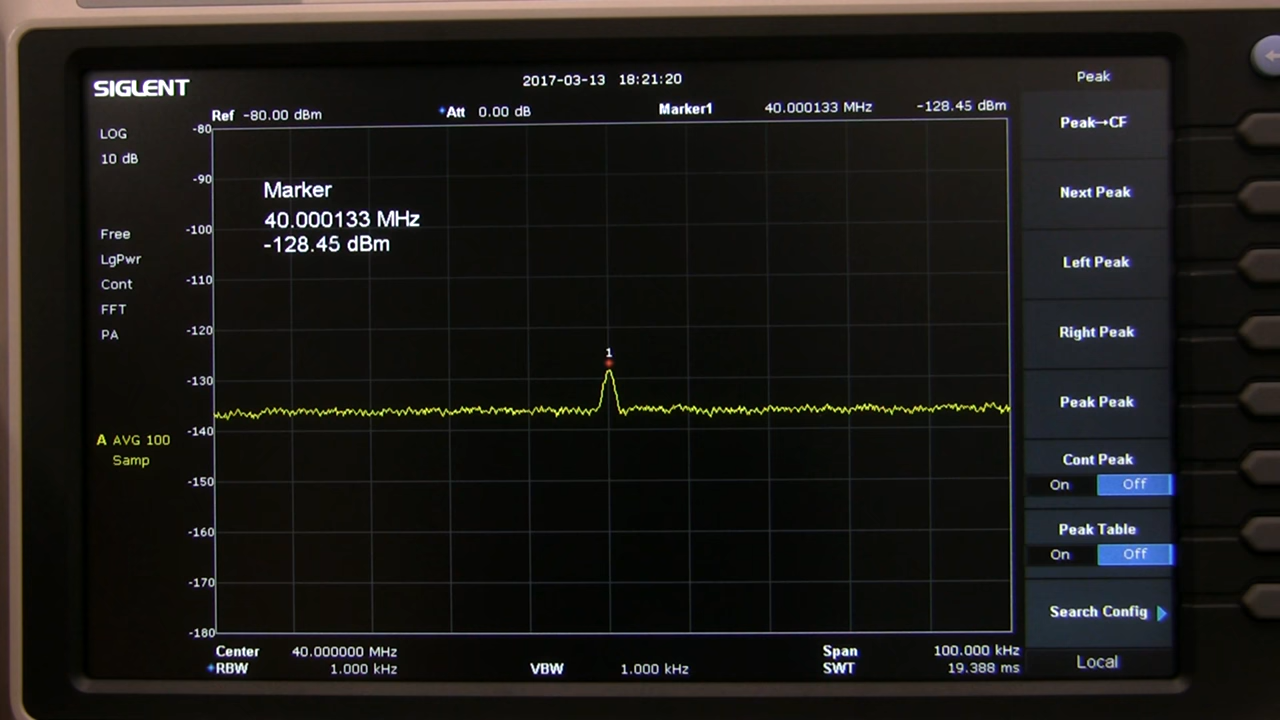 SIGLENT
2017-03-13 18:21:20
Peak
Ref -80.00 dBm
*Att 0.00 dB
Marker1 40.000133 MHz -128.45 dBm
LOG
10 dB
Free
LgPwr
Cont
FFT
PA
A AVG 100
Samp
-80
-90
-100
-110
-120
-130
-140
-150
-160
-170
-180
Marker
40.000133 MHz
-128.45 dBm
1
Center 40.000000 MHz
Span 100.000 kHz
*RBW 1.000 kHz
VBW 1.000 kHz
SWT 19.388 ms
Peak→CF
Next Peak
Left Peak
Right Peak
Peak Peak
Cont Peak
On Off
Peak Table
On Off
Search Config
Local